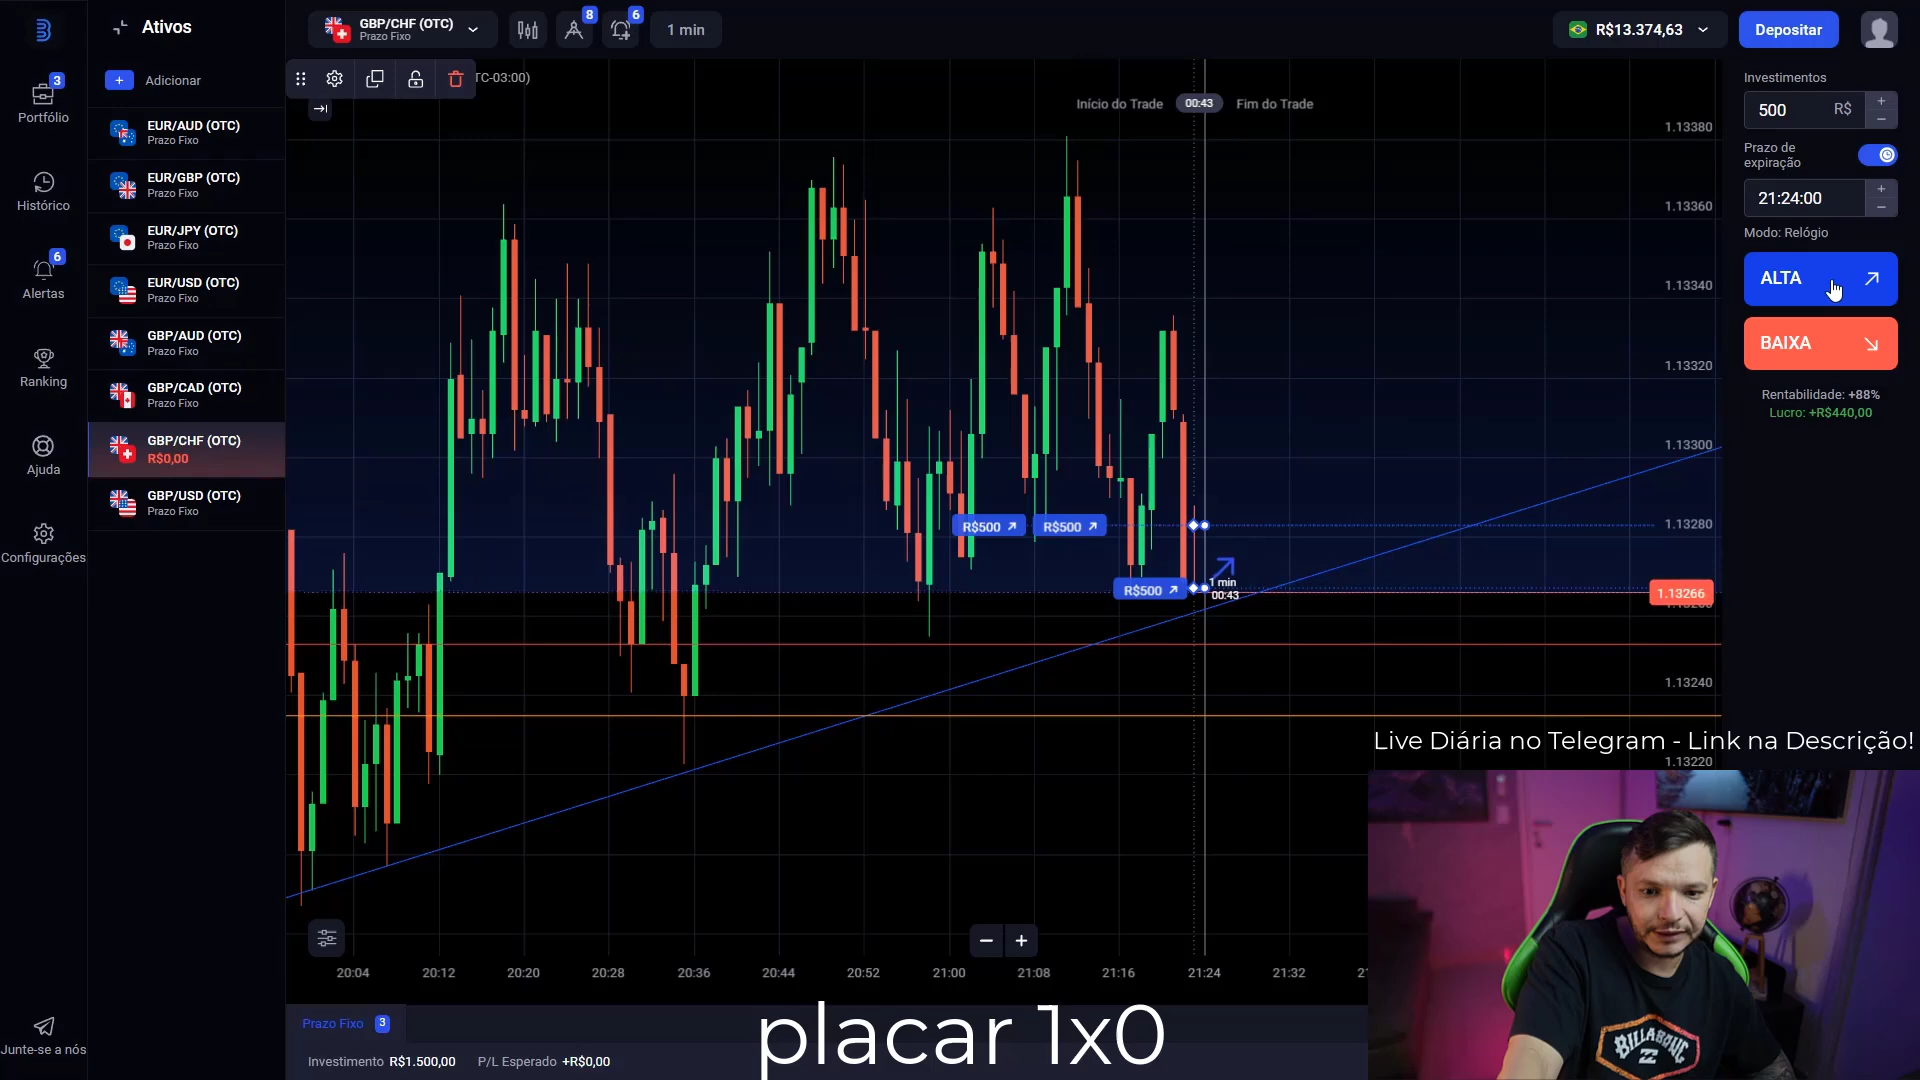 Ativos
GBP/CHF (OTC)
Prazo Fixo
8
6
1 min
R$13.374,63
Depositar
Adicionar
TC-03:00)
3
Portfólio
Histórico
6
Alertas
Ranking
Ajuda
Configurações
Junte-se a nós
EUR/AUD (OTC)
Prazo Fixo
EUR/GBP (OTC)
Prazo Fixo
EUR/JPY (OTC)
Prazo Fixo
EUR/USD (OTC)
Prazo Fixo
GBP/AUD (OTC)
Prazo Fixo
GBP/CAD (OTC)
Prazo Fixo
GBP/CHF (OTC)
R$0,00
GBP/USD (OTC)
Prazo Fixo
Início do Trade 00:43 Fim do Trade
1.13380
1.13360
1.13340
1.13320
1.13300
1.13280
1.13266
1.13240
1.13220
R$500
R$500
R$500
1 min
00:43
Investimentos
500 R$
Prazo de
expiração
21:24:00
Modo: Relógio
ALTA
BAIXA
Rentabilidade: +88%
Lucro: +R$440,00
Live Diária no Telegram - Link na Descrição!
20:04 20:12 20:20 20:28 20:36 20:44 20:52 21:00 21:08 21:16 21:24 21:32
Prazo Fixo 3
Investimento R$1.500,00 P/L Esperado +R$0,00
placar 1x0
BILLABONG